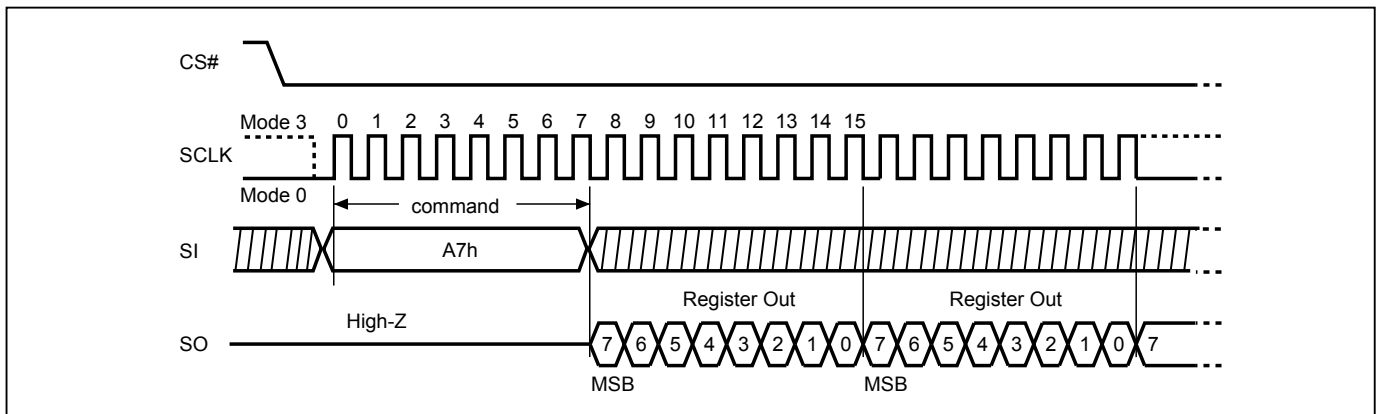 CS#
Mode 3 0 1 2 3 4 5 6 7 8 9 10 11 12 13 14 15
SCLK
Mode 0
command
SI A7h
Register Out Register Out
High-Z
SO 7 6 5 4 3 2 1 0 7 6 5 4 3 2 1 0 7
MSB MSB